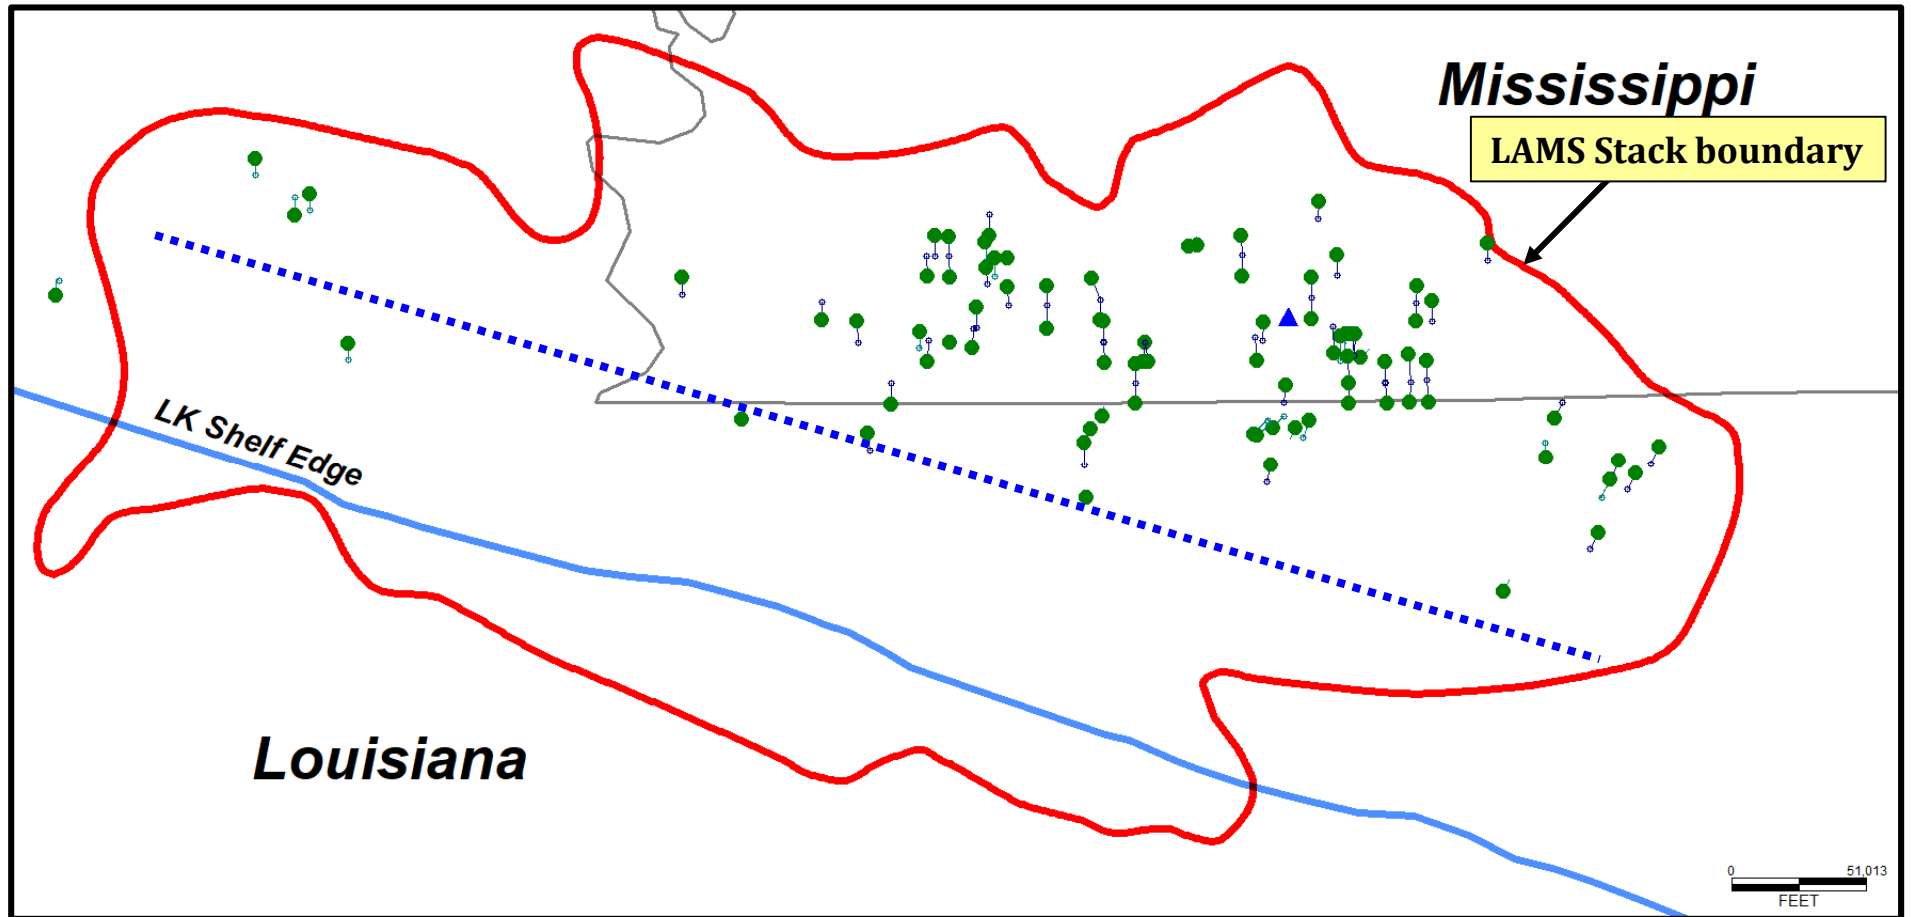 Mississippi
LAMS Stack boundary
LK Shelf Edge
Louisiana
0 51,013
FEET